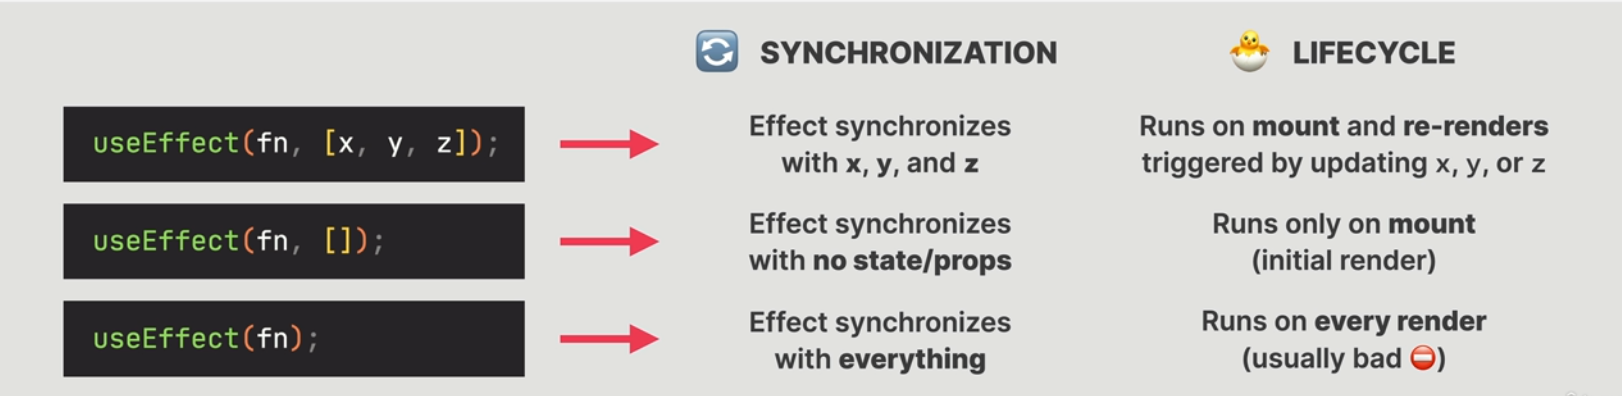 🔄 SYNCHRONIZATION
🐣 LIFECYCLE
useEffect(fn, [x, y, z]);
Effect synchronizes
with x, y, and z
Runs on mount and re-renders
triggered by updating x, y, or z
useEffect(fn, []);
Effect synchronizes
with no state/props
Runs only on mount
(initial render)
useEffect(fn);
Effect synchronizes
with everything
Runs on every render
(usually bad ⛔)